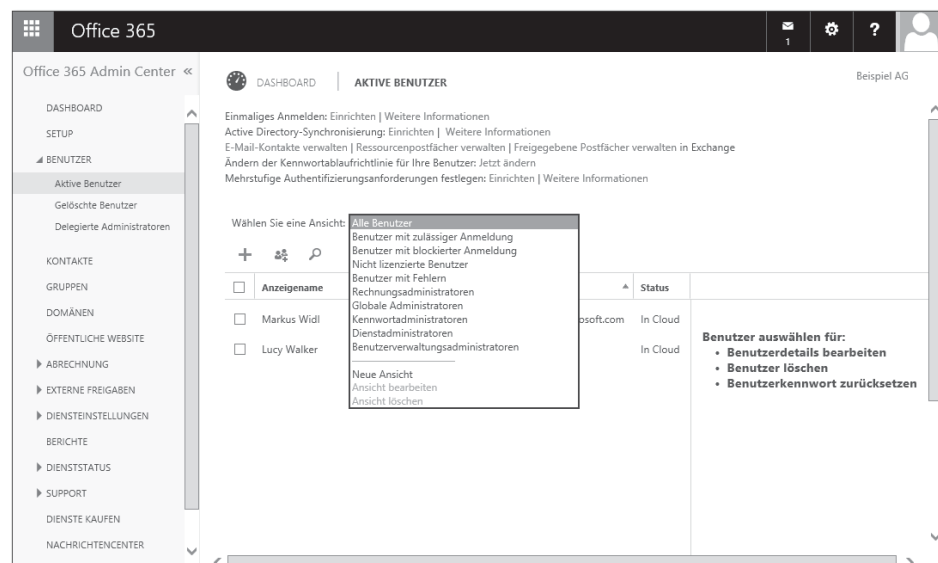 Office 365
1
?
Office 365 Admin Center «
DASHBOARD
SETUP
BENUTZER
Aktive Benutzer
Gelöschte Benutzer
Delegierte Administratoren
KONTAKTE
GRUPPEN
DOMÄNEN
ÖFFENTLICHE WEBSITE
ABRECHNUNG
EXTERNE FREIGABEN
DIENSTEINSTELLUNGEN
BERICHTE
DIENSTSTATUS
SUPPORT
DIENSTE KAUFEN
NACHRICHTENCENTER
DASHBOARD | AKTIVE BENUTZER
Beispiel AG
Einmaliges Anmelden: Einrichten | Weitere Informationen
Active Directory-Synchronisierung: Einrichten | Weitere Informationen
E-Mail-Kontakte verwalten | Ressourcenpostfächer verwalten | Freigegebene Postfächer verwalten in Exchange
Ändern der Kennwortablaufrichtlinie für Ihre Benutzer: Jetzt ändern
Mehrstufige Authentifizierungsanforderungen festlegen: Einrichten | Weitere Informationen
Wählen Sie eine Ansicht: Alle Benutzer
Benutzer mit zulässiger Anmeldung
Benutzer mit blockierter Anmeldung
Nicht lizenzierte Benutzer
Benutzer mit Fehlern
Rechnungsadministratoren
Globale Administratoren
Kennwortadministratoren
Dienstadministratoren
Benutzerverwaltungsadministratoren
Neue Ansicht
Ansicht bearbeiten
Ansicht löschen
Anzeigename Status
Markus Widl osoft.com In Cloud
Lucy Walker In Cloud
Benutzer auswählen für:
• Benutzerdetails bearbeiten
• Benutzer löschen
• Benutzerkennwort zurücksetzen